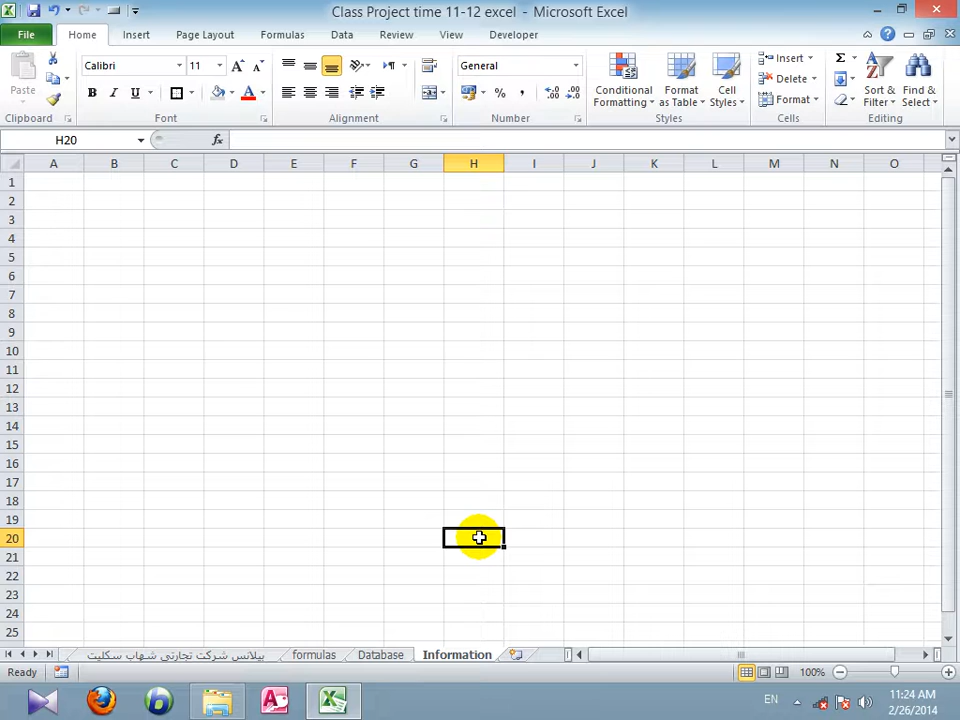 Class Project time 11-12 excel - Microsoft Excel
File Home Insert Page Layout Formulas Data Review View Developer
Paste
Calibri 11
B I U A
General
% ,
Conditional Formatting
Format as Table
Cell Styles
Insert
Delete
Format
Σ
Sort & Filter
Find & Select
Clipboard Font Alignment Number Styles Cells Editing
H20 fx
A B C D E F G H I J K L M N O
1
2
3
4
5
6
7
8
9
10
11
12
13
14
15
16
17
18
19
20
21
22
23
24
25
بیلانس شرکت تجارتی شهاب سکلیت formulas Database Information
Ready 100%
EN 11:24 AM
2/26/2014